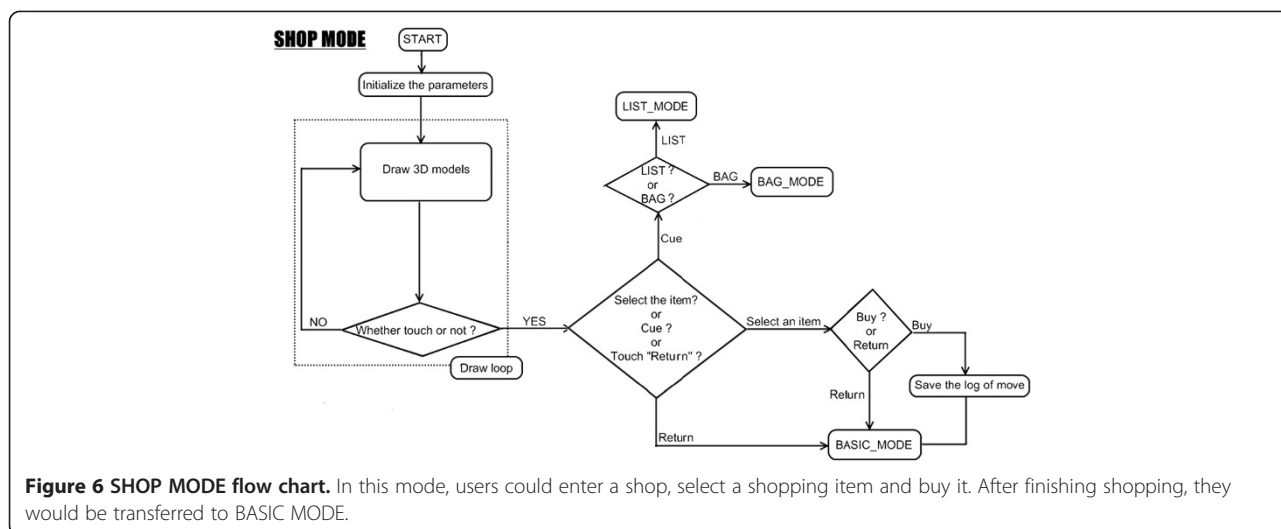 SHOP MODE
START
Initialize the parameters
Draw 3D models
Whether touch or not ?
NO
YES
Draw loop
LIST_MODE
LIST
LIST ?
or
BAG ?
BAG
BAG_MODE
Cue
Select the item?
or
Cue ?
or
Touch "Return" ?
Select an item
Buy ?
or
Return
Buy
Save the log of move
Return
Return
BASIC_MODE
Figure 6 SHOP MODE flow chart. In this mode, users could enter a shop, select a shopping item and buy it. After finishing shopping, they
would be transferred to BASIC MODE.